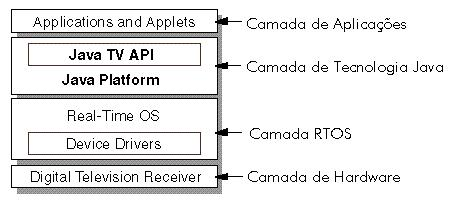 Applications and Applets
Camada de Aplicações
Java TV API
Java Platform
Camada de Tecnologia Java
Real-Time OS
Device Drivers
Camada RTOS
Digital Television Receiver
Camada de Hardware